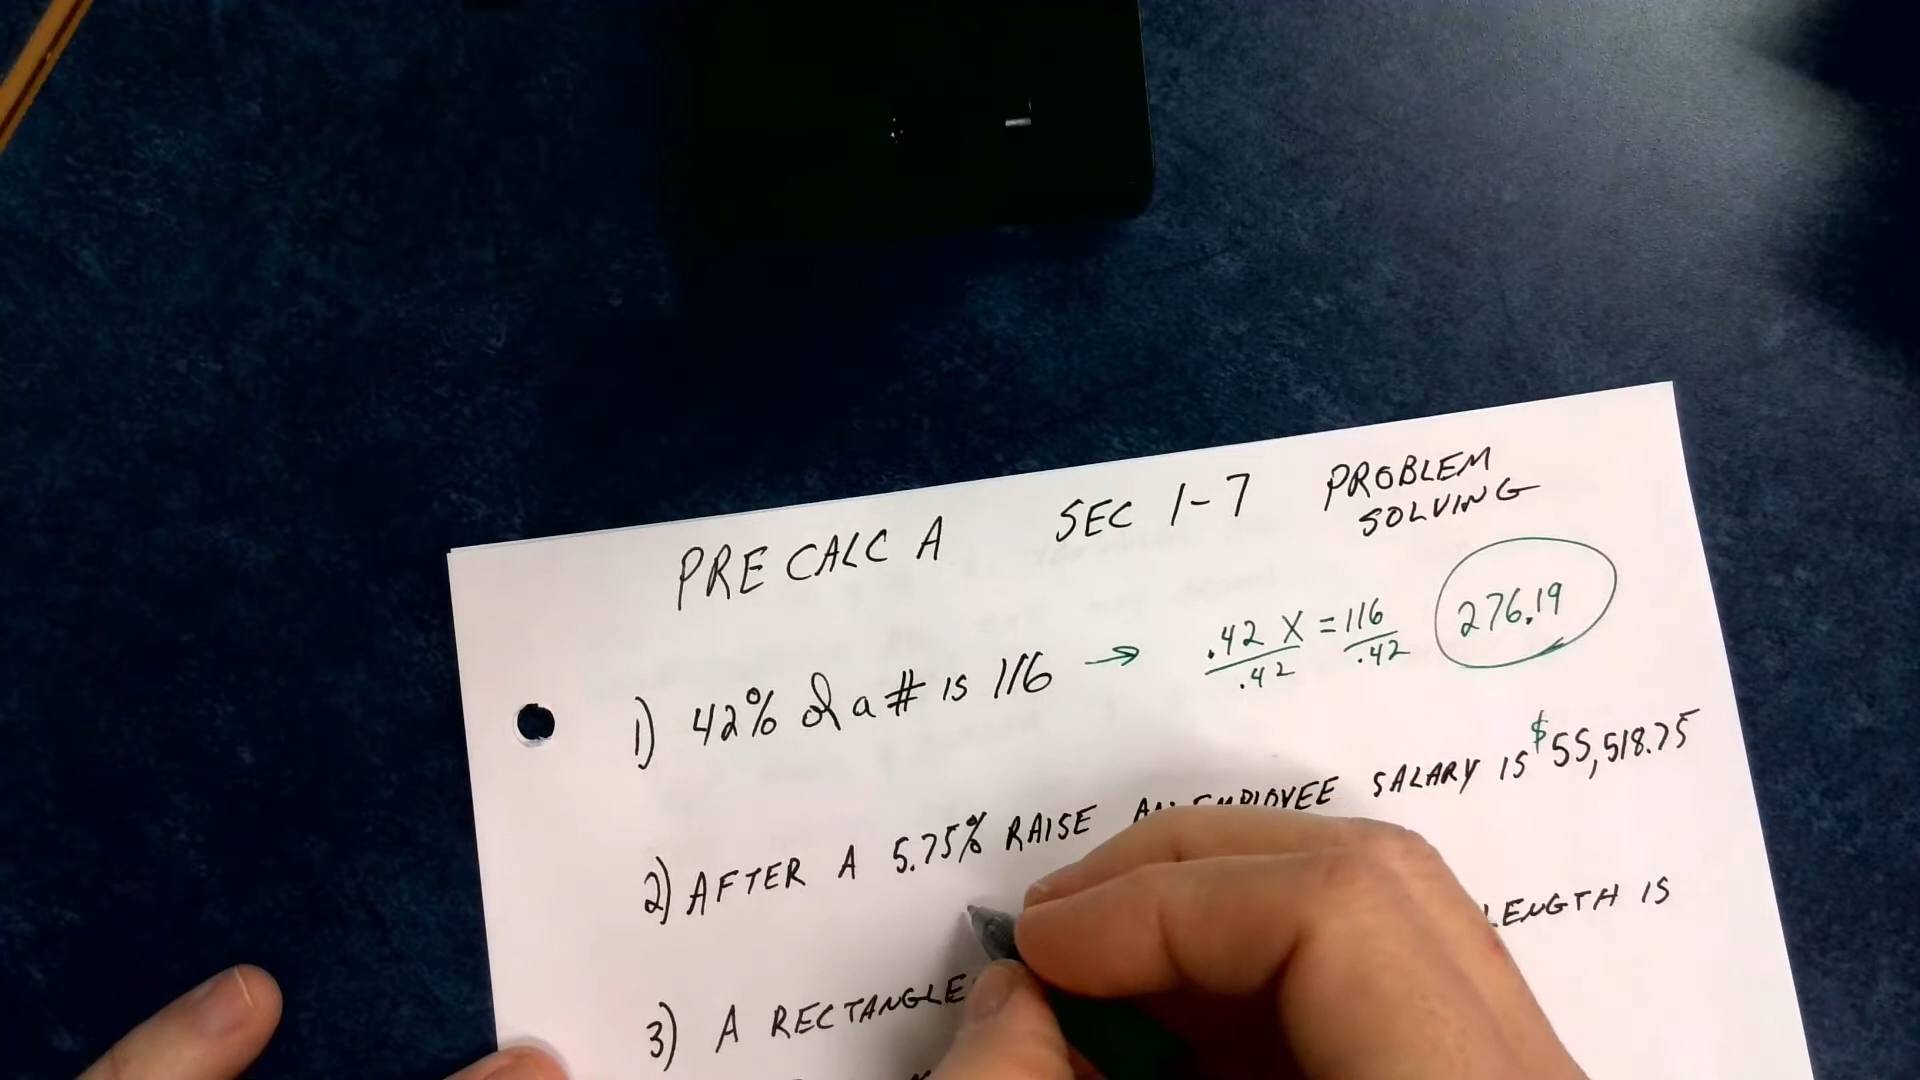 PRE CALC A SEC 1-7 PROBLEM SOLVING
1) 42% of a # is 116 → .42 X = 116 276.19
.42 .42
2) AFTER A 5.75% RAISE AN EMPLOYEE SALARY IS $55,518.75
3) A RECTANGLE LENGTH IS